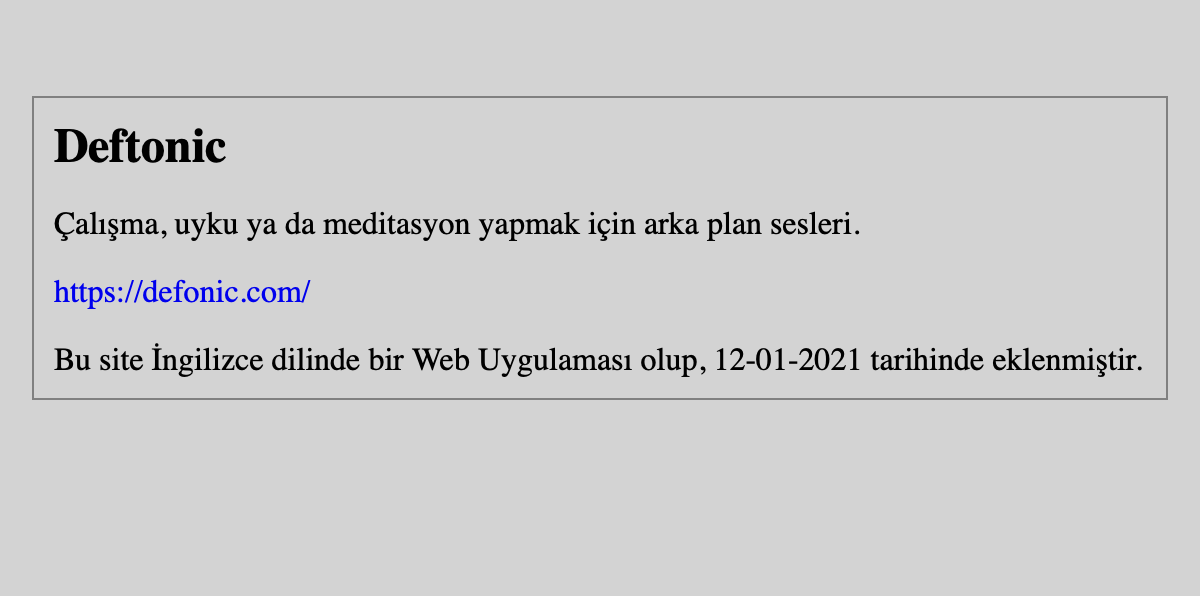 Deftonic
Çalışma, uyku ya da meditasyon yapmak için arka plan sesleri.
https://defonic.com/
Bu site İngilizce dilinde bir Web Uygulaması olup, 12-01-2021 tarihinde eklenmiştir.